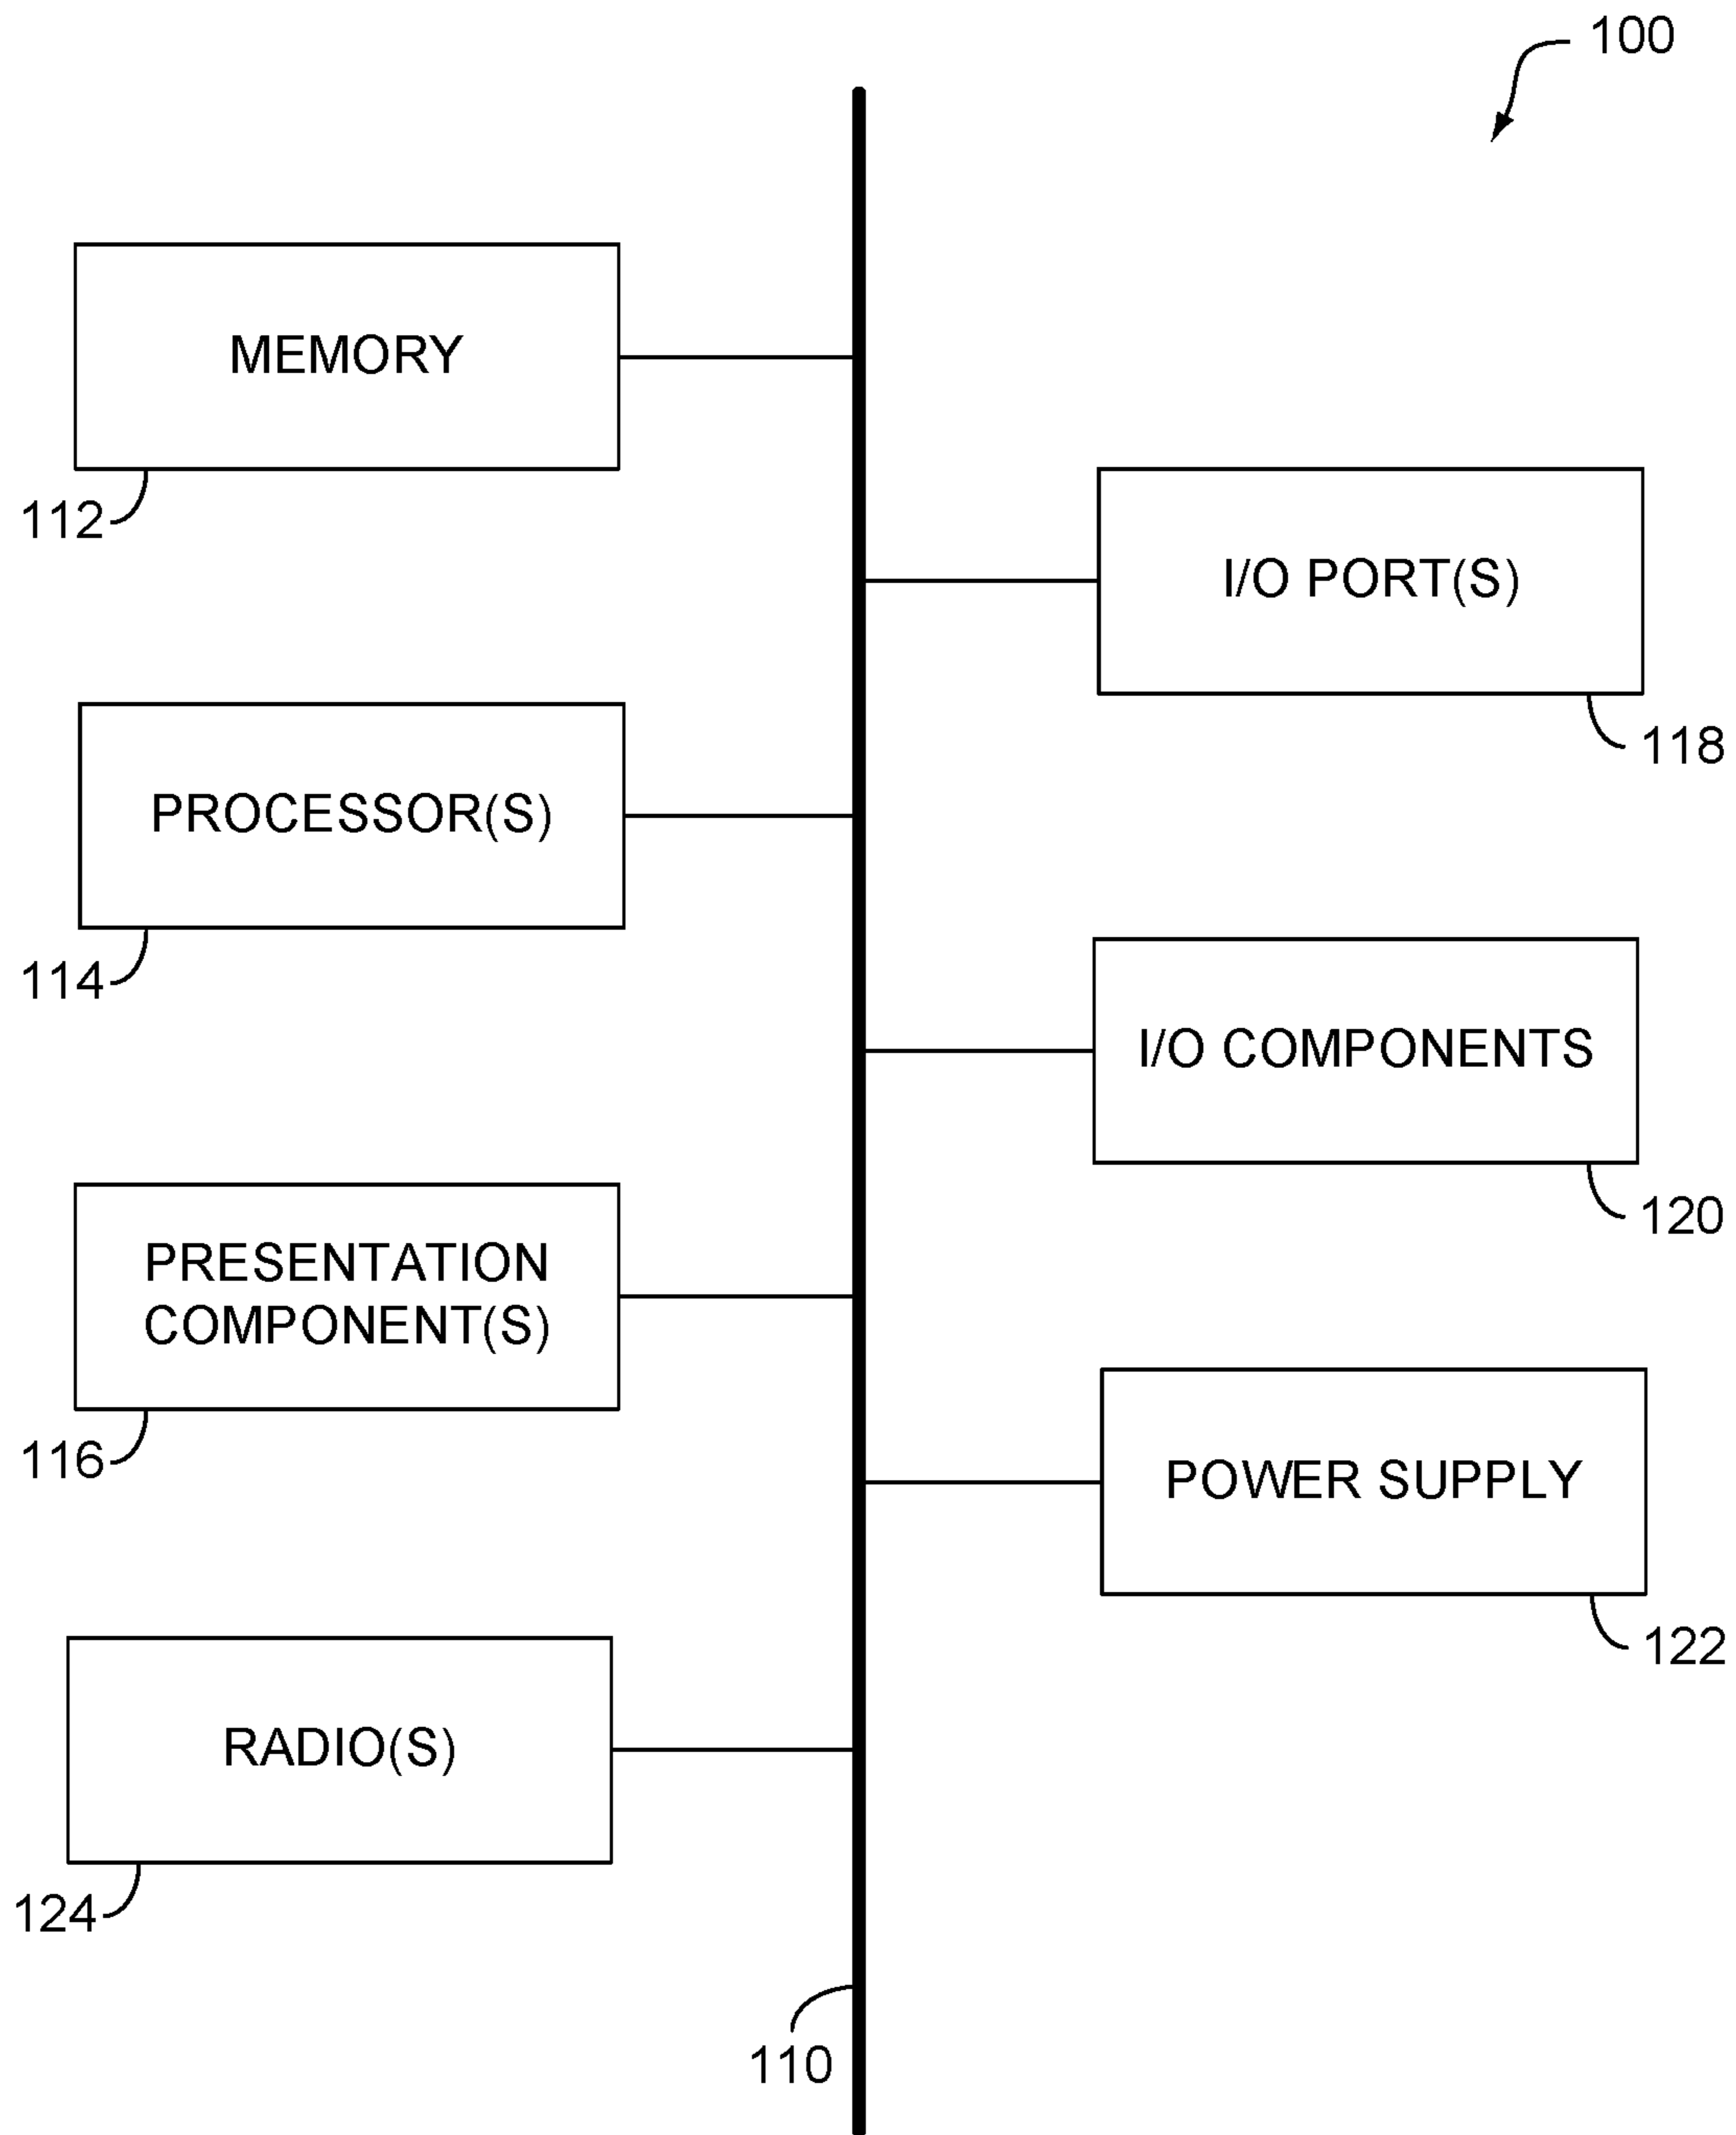 100
MEMORY
112
I/O PORT(S)
118
PROCESSOR(S)
114
I/O COMPONENTS
120
PRESENTATION
COMPONENT(S)
116
POWER SUPPLY
122
RADIO(S)
124
110